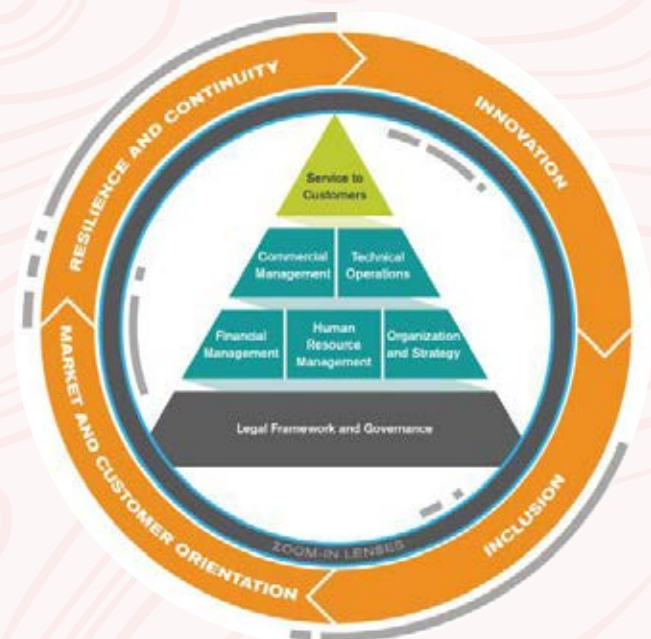 RESILIENCE AND CONTINUITY
INNOVATION
Service to
Customers
Commercial
Management
Technical
Operations
Financial
Management
Human
Resource
Management
Organization
and Strategy
Legal Framework and Governance
ZOOM-IN LENSES
INCLUSION
MARKET AND CUSTOMER ORIENTATION